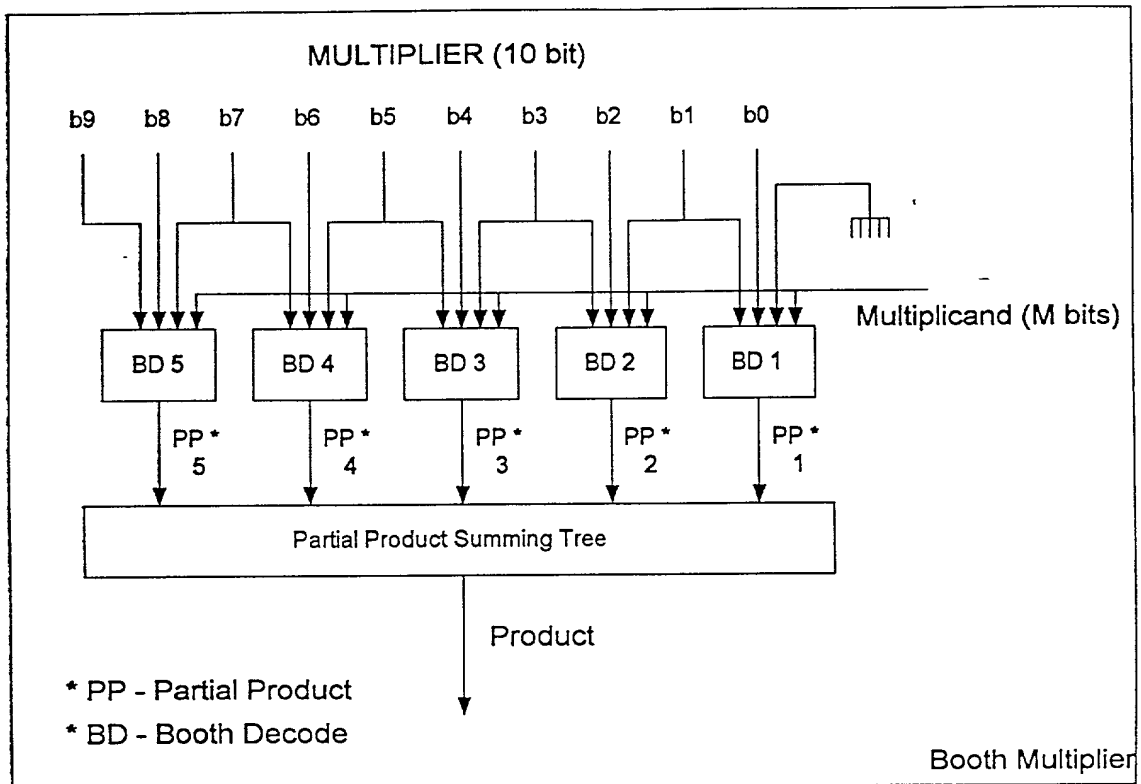 MULTIPLIER (10 bit)
b9 b8 b7 b6 b5 b4 b3 b2 b1 b0
Multiplicand (M bits)
BD 5 BD 4 BD 3 BD 2 BD 1
PP * PP * PP * PP * PP *
5 4 3 2 1
Partial Product Summing Tree
Product
* PP - Partial Product
* BD - Booth Decode
Booth Multiplier